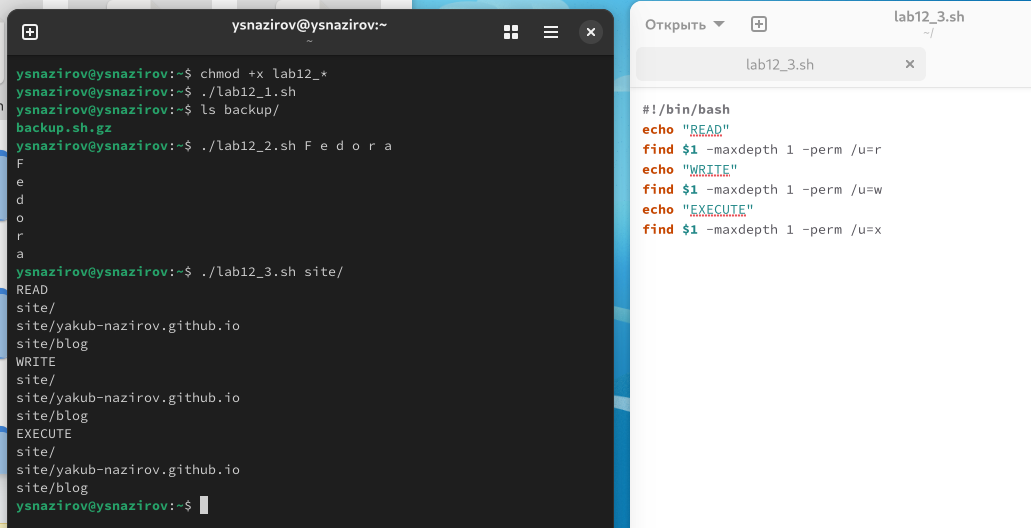 ysnazirov@ysnazirov:~
~
ysnazirov@ysnazirov:~$ chmod +x lab12_*
ysnazirov@ysnazirov:~$ ./lab12_1.sh
ysnazirov@ysnazirov:~$ ls backup/
backup.sh.gz
ysnazirov@ysnazirov:~$ ./lab12_2.sh F e d o r a
F
e
d
o
r
a
ysnazirov@ysnazirov:~$ ./lab12_3.sh site/
READ
site/
site/yakub-nazirov.github.io
site/blog
WRITE
site/
site/yakub-nazirov.github.io
site/blog
EXECUTE
site/
site/yakub-nazirov.github.io
site/blog
ysnazirov@ysnazirov:~$
Открыть
lab12_3.sh
~/
lab12_3.sh
#!/bin/bash
echo "READ"
find $1 -maxdepth 1 -perm /u=r
echo "WRITE"
find $1 -maxdepth 1 -perm /u=w
echo "EXECUTE"
find $1 -maxdepth 1 -perm /u=x